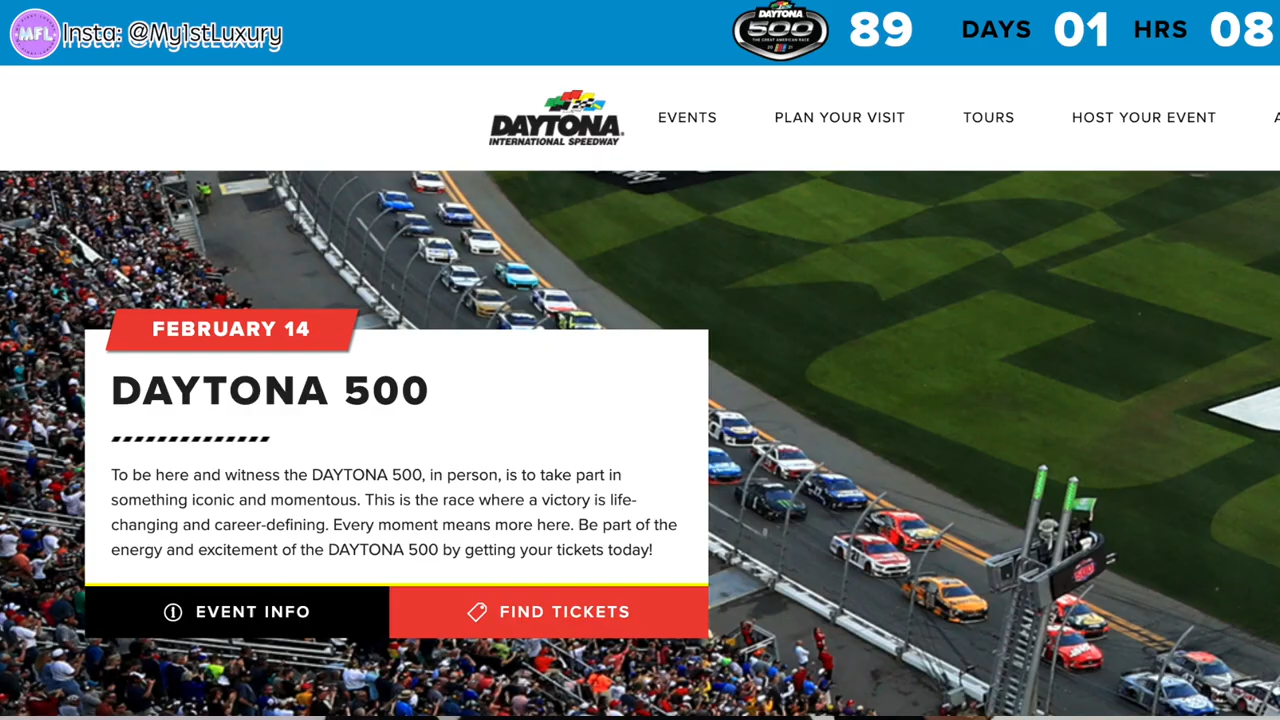 MFL
Insta: @My1stLuxury
DAYTONA
500
THE GREAT AMERICAN RACE
89 DAYS 01 HRS 08
DAYTONA
INTERNATIONAL SPEEDWAY
EVENTS
PLAN YOUR VISIT
TOURS
HOST YOUR EVENT
FEBRUARY 14
DAYTONA 500
To be here and witness the DAYTONA 500, in person, is to take part in
something iconic and momentous. This is the race where a victory is life-
changing and career-defining. Every moment means more here. Be part of the
energy and excitement of the DAYTONA 500 by getting your tickets today!
EVENT INFO
FIND TICKETS